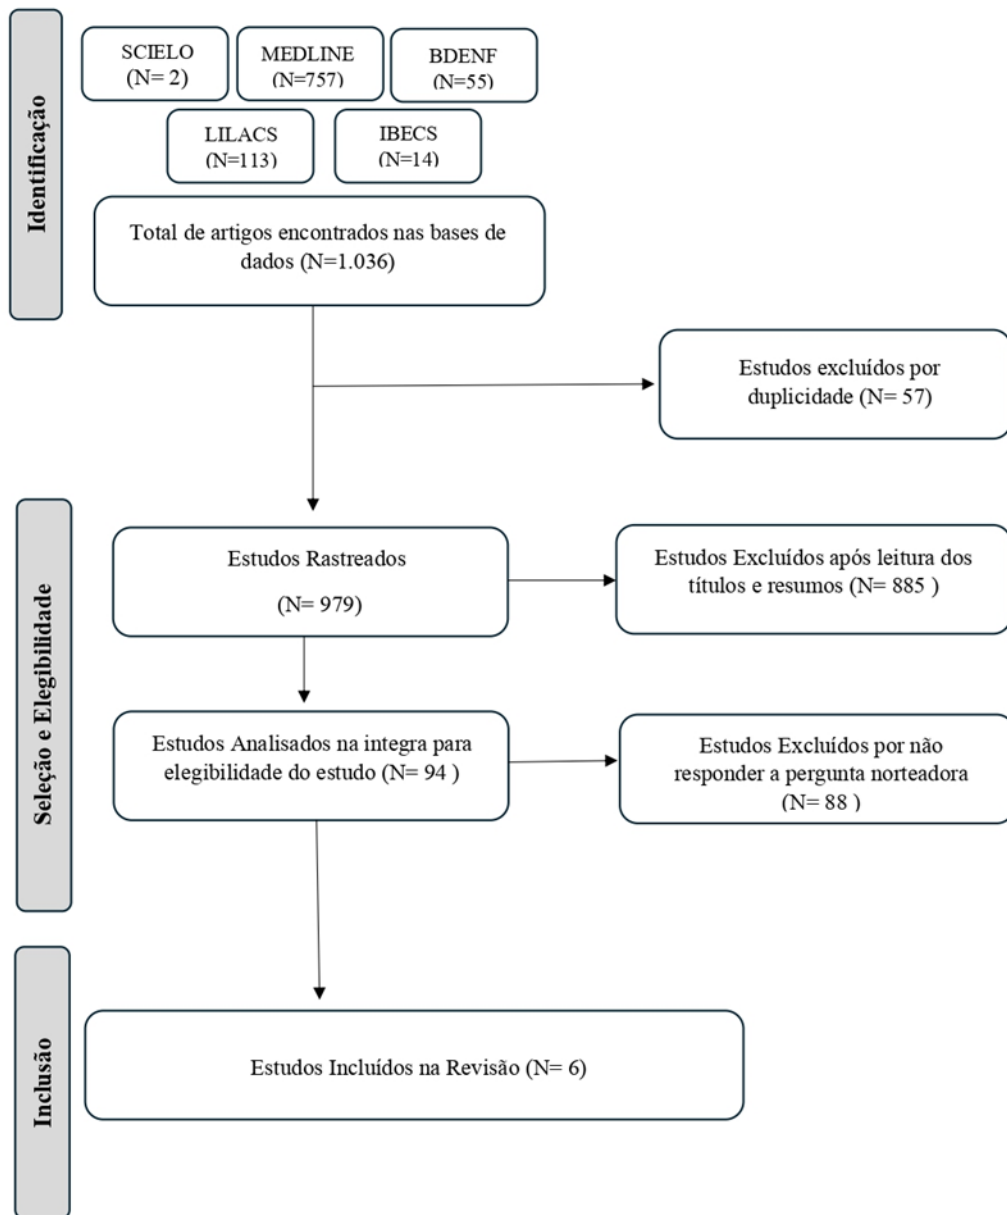 Identificação
SCIELO
(N= 2)
MEDLINE
(N=757)
BDENF
(N=55)
LILACS
(N=113)
IBECS
(N=14)
Total de artigos encontrados nas bases de
dados (N=1.036)
Estudos excluídos por
duplicidade (N= 57)
Seleção e Elegibilidade
Estudos Rastreados
(N= 979)
Estudos Excluídos após leitura dos
títulos e resumos (N= 885 )
Estudos Analisados na integra para
elegibilidade do estudo (N= 94 )
Estudos Excluídos por não
responder a pergunta norteadora
(N= 88 )
Inclusão
Estudos Incluídos na Revisão (N= 6)